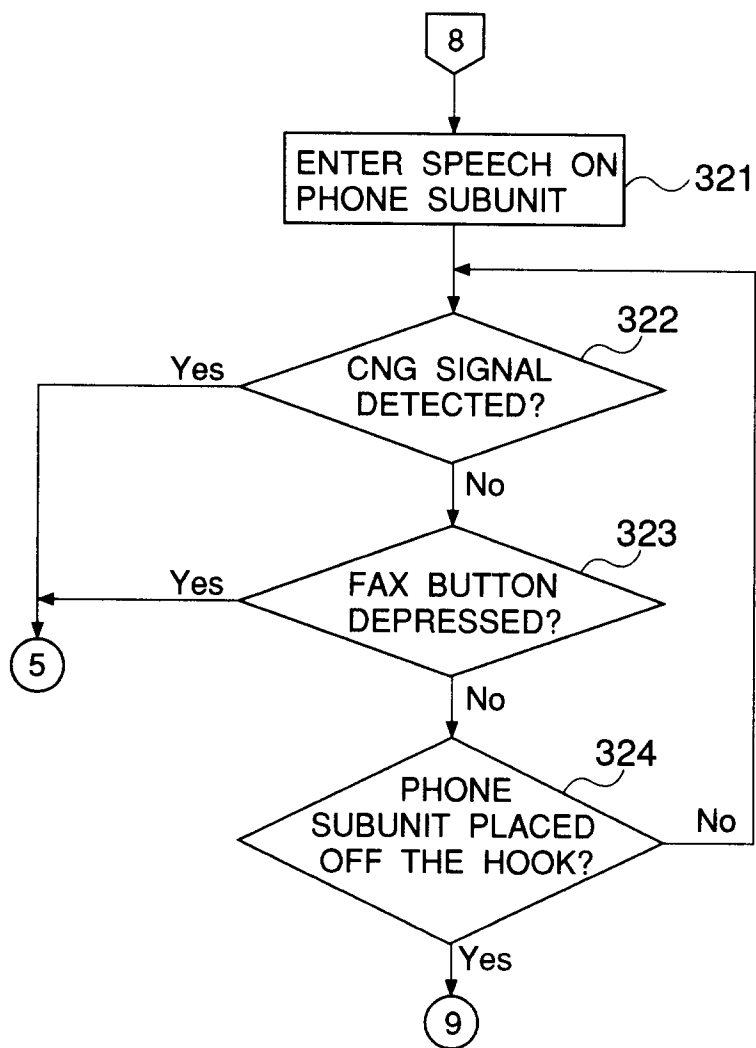 8
ENTER SPEECH ON
PHONE SUBUNIT
321
322
Yes
CNG SIGNAL
DETECTED?
No
323
Yes
FAX BUTTON
DEPRESSED?
5
No
324
PHONE
SUBUNIT PLACED
OFF THE HOOK?
No
Yes
9